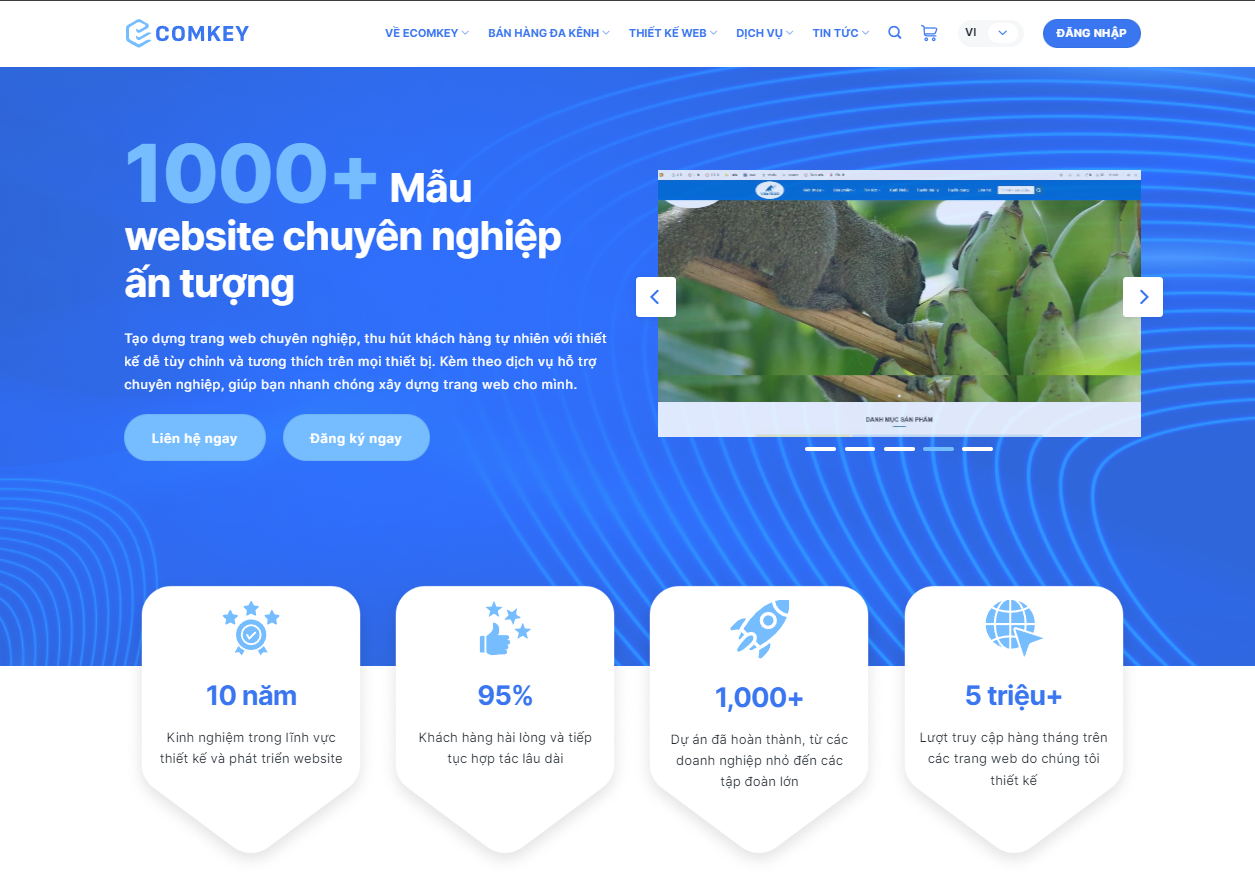 ECOMKEY
VỀ ECOMKEY
BÁN HÀNG ĐA KÊNH
THIẾT KẾ WEB
DỊCH VỤ
TIN TỨC
VI
ĐĂNG NHẬP
1000+ Mẫu
website chuyên nghiệp
ấn tượng
Tạo dựng trang web chuyên nghiệp, thu hút khách hàng tự nhiên với thiết
kế dễ tùy chỉnh và tương thích trên mọi thiết bị. Kèm theo dịch vụ hỗ trợ
chuyên nghiệp, giúp bạn nhanh chóng xây dựng trang web cho mình.
Liên hệ ngay
Đăng ký ngay
DANH MỤC SẢN PHẨM
10 năm
Kinh nghiệm trong lĩnh vực
thiết kế và phát triển website
95%
Khách hàng hài lòng và tiếp
tục hợp tác lâu dài
1,000+
Dự án đã hoàn thành, từ các
doanh nghiệp nhỏ đến các
tập đoàn lớn
5 triệu+
Lượt truy cập hàng tháng trên
các trang web do chúng tôi
thiết kế